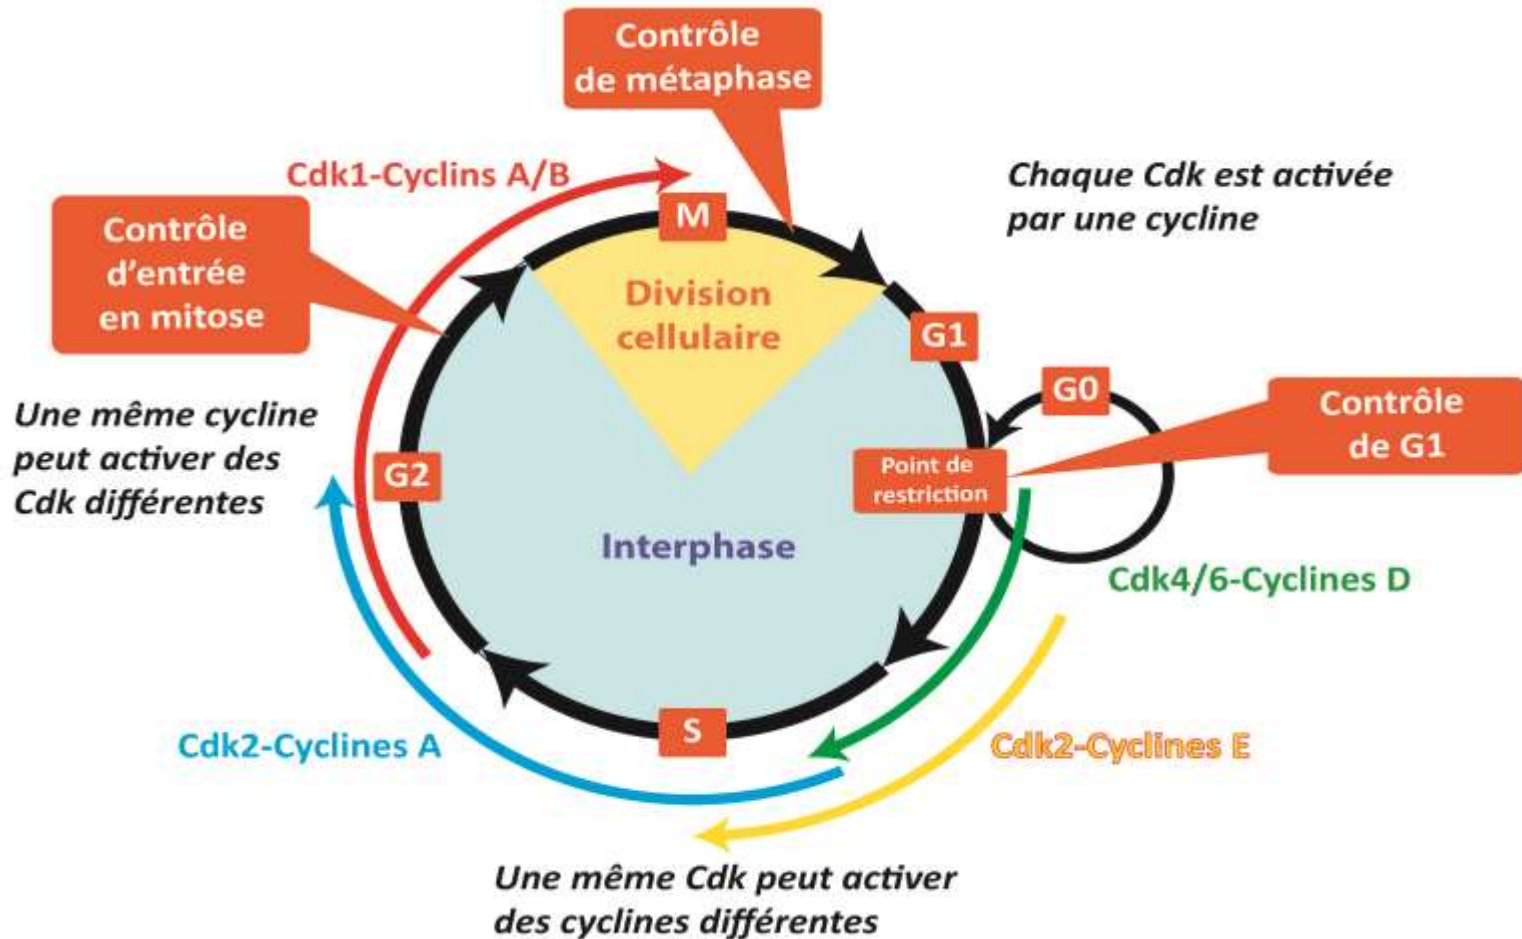 Contrôle
de métaphase
Cdk1-Cyclins A/B
Chaque Cdk est activée
par une cycline
Contrôle
d'entrée
en mitose
M
Division
cellulaire
G1
G0
Contrôle
de G1
Une même cycline
peut activer des
Cdk différentes
G2
Point de
restriction
Interphase
Cdk4/6-Cyclines D
S
Cdk2-Cyclines A
Cdk2-Cyclines E
Une même Cdk peut activer
des cyclines différentes